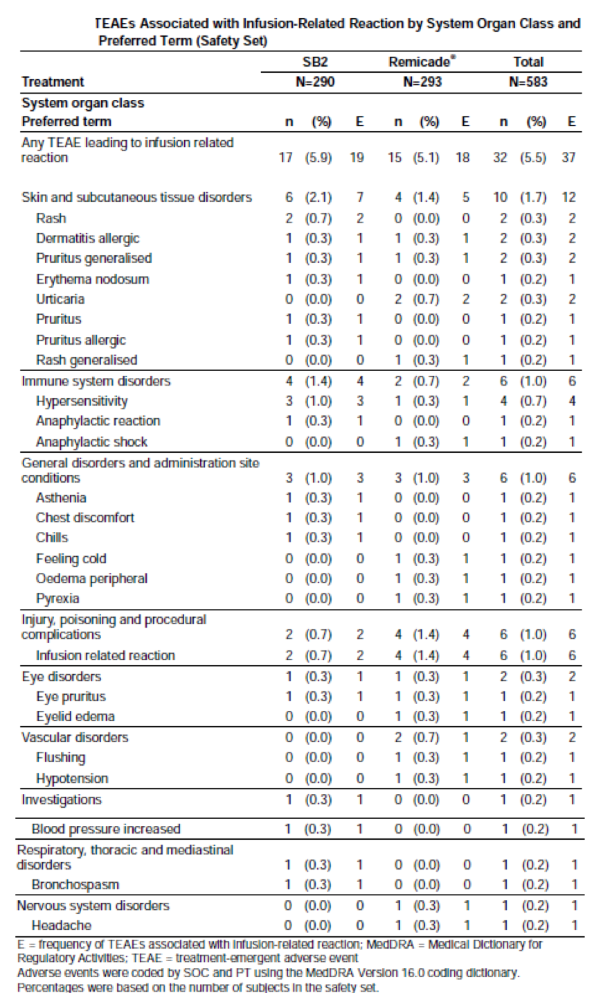 TEAEs Associated with Infusion-Related Reaction by System Organ Class and
Preferred Term (Safety Set)
SB2 Remicade® Total
Treatment N=290 N=293 N=583
System organ class
Preferred term n (%) E n (%) E n (%) E
Any TEAE leading to infusion related
reaction 17 (5.9) 19 15 (5.1) 18 32 (5.5) 37
Skin and subcutaneous tissue disorders 6 (2.1) 7 4 (1.4) 5 10 (1.7) 12
Rash 2 (0.7) 2 0 (0.0) 0 2 (0.3) 2
Dermatitis allergic 1 (0.3) 1 1 (0.3) 1 2 (0.3) 2
Pruritus generalised 1 (0.3) 1 1 (0.3) 1 2 (0.3) 2
Erythema nodosum 1 (0.3) 1 0 (0.0) 0 1 (0.2) 1
Urticaria 0 (0.0) 0 2 (0.7) 2 2 (0.3) 2
Pruritus 1 (0.3) 1 0 (0.0) 0 1 (0.2) 1
Pruritus allergic 1 (0.3) 1 0 (0.0) 0 1 (0.2) 1
Rash generalised 0 (0.0) 0 1 (0.3) 1 1 (0.2) 1
Immune system disorders 4 (1.4) 4 2 (0.7) 2 6 (1.0) 6
Hypersensitivity 3 (1.0) 3 1 (0.3) 1 4 (0.7) 4
Anaphylactic reaction 1 (0.3) 1 0 (0.0) 0 1 (0.2) 1
Anaphylactic shock 0 (0.0) 0 1 (0.3) 1 1 (0.2) 1
General disorders and administration site
conditions 3 (1.0) 3 3 (1.0) 3 6 (1.0) 6
Asthenia 1 (0.3) 1 0 (0.0) 0 1 (0.2) 1
Chest discomfort 1 (0.3) 1 0 (0.0) 0 1 (0.2) 1
Chills 1 (0.3) 1 0 (0.0) 0 1 (0.2) 1
Feeling cold 0 (0.0) 0 1 (0.3) 1 1 (0.2) 1
Oedema peripheral 0 (0.0) 0 1 (0.3) 1 1 (0.2) 1
Pyrexia 0 (0.0) 0 1 (0.3) 1 1 (0.2) 1
Injury, poisoning and procedural
complications 2 (0.7) 2 4 (1.4) 4 6 (1.0) 6
Infusion related reaction 2 (0.7) 2 4 (1.4) 4 6 (1.0) 6
Eye disorders 1 (0.3) 1 1 (0.3) 1 2 (0.3) 2
Eye pruritus 1 (0.3) 1 1 (0.3) 1 1 (0.2) 1
Eyelid edema 0 (0.0) 0 1 (0.3) 1 1 (0.2) 1
Vascular disorders 0 (0.0) 0 2 (0.7) 1 2 (0.3) 2
Flushing 0 (0.0) 0 1 (0.3) 1 1 (0.2) 1
Hypotension 0 (0.0) 0 1 (0.3) 1 1 (0.2) 1
Investigations 1 (0.3) 1 0 (0.0) 0 1 (0.2) 1
Blood pressure increased 1 (0.3) 1 0 (0.0) 0 1 (0.2) 1
Respiratory, thoracic and mediastinal
disorders 1 (0.3) 1 0 (0.0) 0 1 (0.2) 1
Bronchospasm 1 (0.3) 1 0 (0.0) 0 1 (0.2) 1
Nervous system disorders 0 (0.0) 0 1 (0.3) 1 1 (0.2) 1
Headache 0 (0.0) 0 1 (0.3) 1 1 (0.2) 1
E = frequency of TEAEs associated with infusion-related reaction; MedDRA = Medical Dictionary for
Regulatory Activities; TEAE = treatment-emergent adverse event
Adverse events were coded by SOC and PT using the MedDRA Version 16.0 coding dictionary.
Percentages were based on the number of subjects in the safety set.